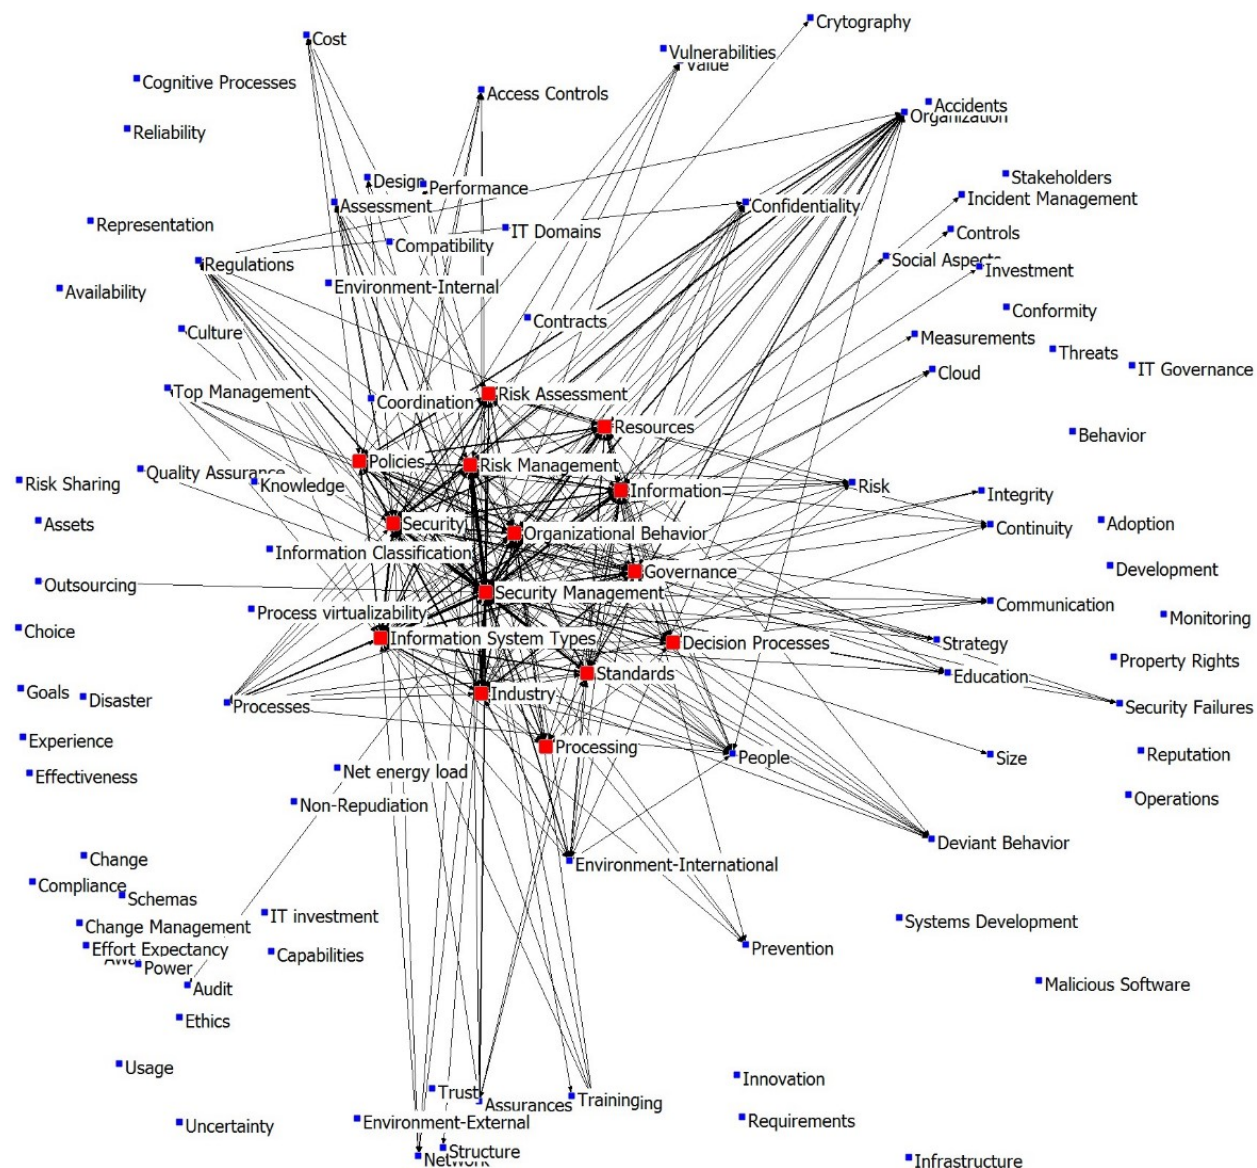 Crytography
Cost
Vulnerabilities
Value
Cognitive Processes
Access Controls
Accidents
Organization
Reliability
Stakeholders
Design
Performance
Incident Management
Assessment
Confidentiality
Representation
IT Domains
Controls
Compatibility
Social Aspects
Regulations
Investment
Availability
Environment-Internal
Contracts
Conformity
Culture
Measurements
Threats
IT Governance
Cloud
Top Management
Coordination
Risk Assessment
Resources
Behavior
Policies
Risk Management
Quality Assurance
Knowledge
Risk Sharing
Information
Risk
Integrity
Assets
Security
Organizational Behavior
Continuity
Adoption
Information Classification
Governance
Development
Outsourcing
Security Management
Communication
Process virtualizability
Monitoring
Choice
Information System Types
Decision Processes
Strategy
Property Rights
Standards
Education
Goals
Disaster
Processes
Industry
Security Failures
Experience
Processing
People
Size
Reputation
Effectiveness
Net energy load
Non-Repudiation
Operations
Deviant Behavior
Change
Environment-International
Compliance
Schemas
IT investment
Systems Development
Change Management
Effort Expectancy
Capabilities
Prevention
Power
Audit
Malicious Software
Ethics
Usage
Innovation
Trust
Assurances
Training
Uncertainty
Environment-External
Requirements
Structure
Network
Infrastructure